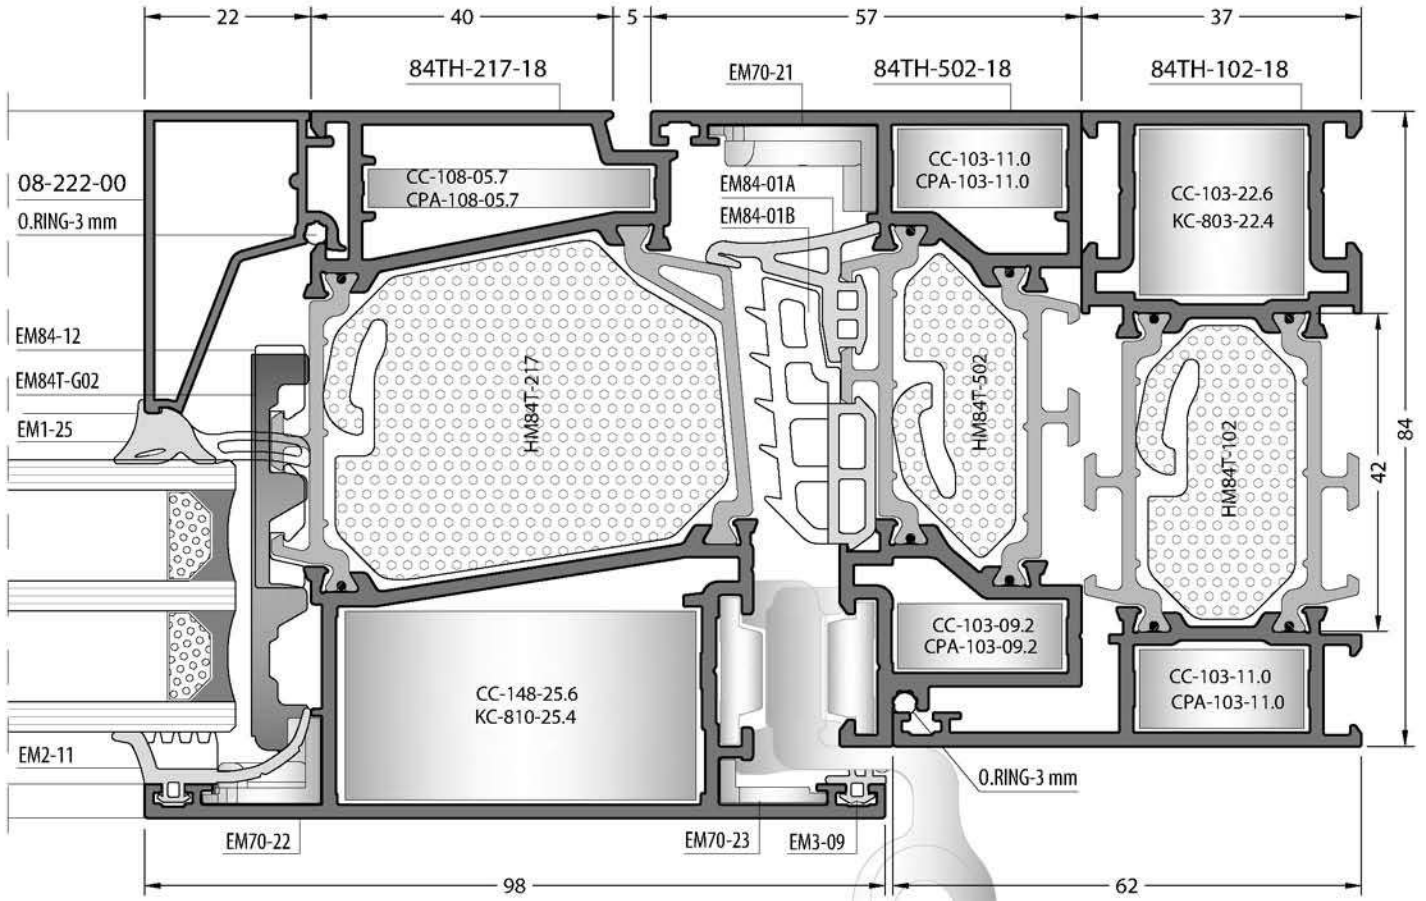 22
40
5
57
37
84TH-217-18
EM70-21
84TH-502-18
84TH-102-18
08-222-00
O.RING-3 mm
CC-108-05.7
CPA-108-05.7
EM84-01A
EM84-01B
CC-103-11.0
CPA-103-11.0
CC-103-22.6
KC-803-22.4
EM84-12
EM84T-G02
EM1-25
HM84T-217
HM84T-502
HM84T-102
42
84
CC-148-25.6
KC-810-25.4
CC-103-09.2
CPA-103-09.2
CC-103-11.0
CPA-103-11.0
EM2-11
O.RING-3 mm
EM70-22
EM70-23
EM3-09
98
62